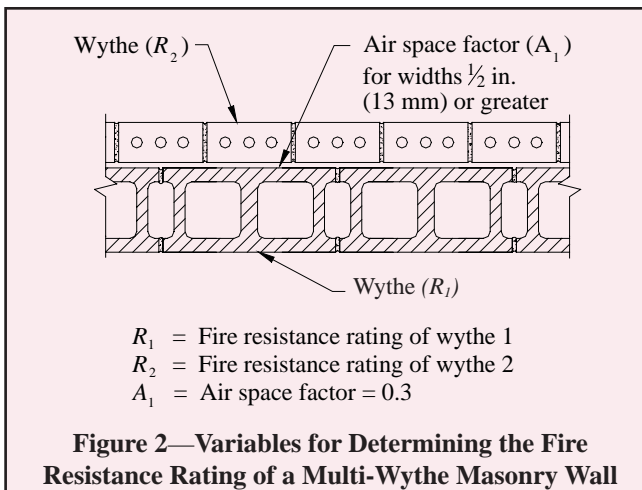 Wythe (R₂)
Air space factor (A₁)
for widths ½ in.
(13 mm) or greater
Wythe (R₁)
R₁ = Fire resistance rating of wythe 1
R₂ = Fire resistance rating of wythe 2
A₁ = Air space factor = 0.3
Figure 2—Variables for Determining the Fire
Resistance Rating of a Multi-Wythe Masonry Wall